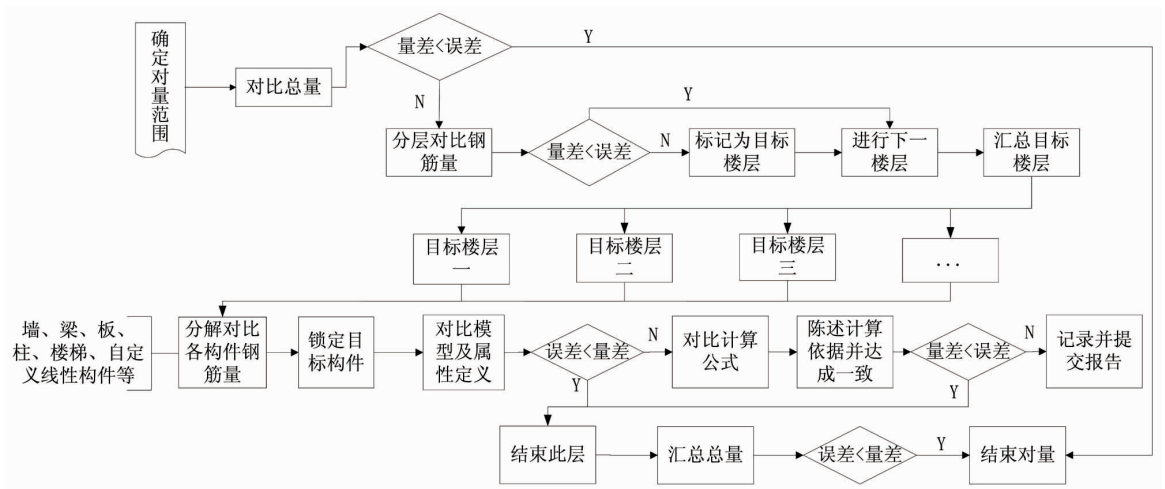 确
定
对
量
范
围
对比总量
量差<误差
Y
N
分层对比钢
筋量
量差<误差
Y
N
标记为目标
楼层
进行下一
楼层
汇总目标
楼层
目标楼层
一
目标楼层
二
目标楼层
三
...
墙、梁、板、
柱、楼梯、自定
义线性构件等
分解对比
各构件钢
筋量
锁定目
标构件
对比模
型及属
性定义
误差<量差
N
Y
对比计算
公式
陈述计算
依据并达
成一致
量差<误差
N
Y
记录并提
交报告
结束此层
汇总总量
误差<量差
Y
结束对量